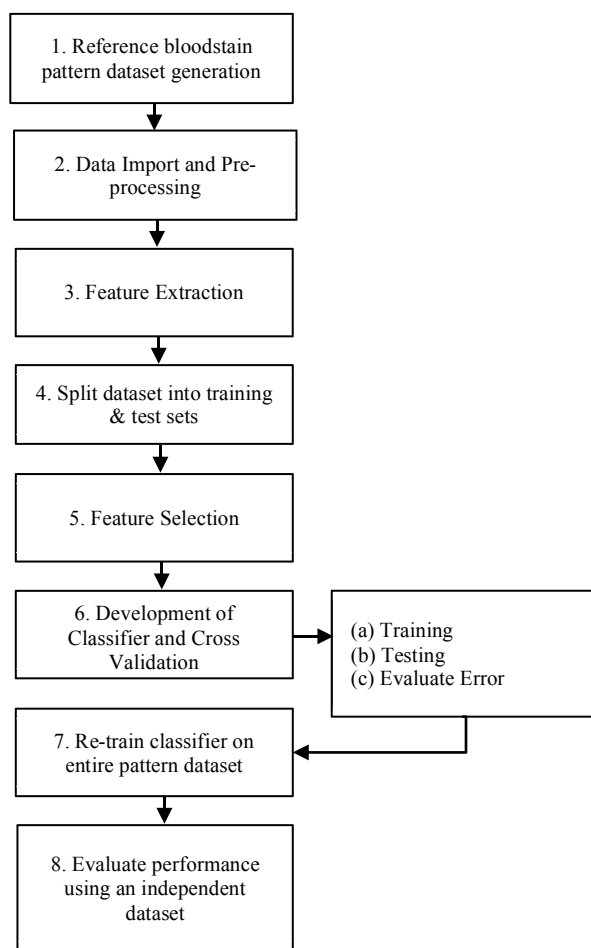 1. Reference bloodstain
pattern dataset generation
2. Data Import and Pre-
processing
3. Feature Extraction
4. Split dataset into training
& test sets
5. Feature Selection
6. Development of
Classifier and Cross
Validation
(a) Training
(b) Testing
(c) Evaluate Error
7. Re-train classifier on
entire pattern dataset
8. Evaluate performance
using an independent
dataset